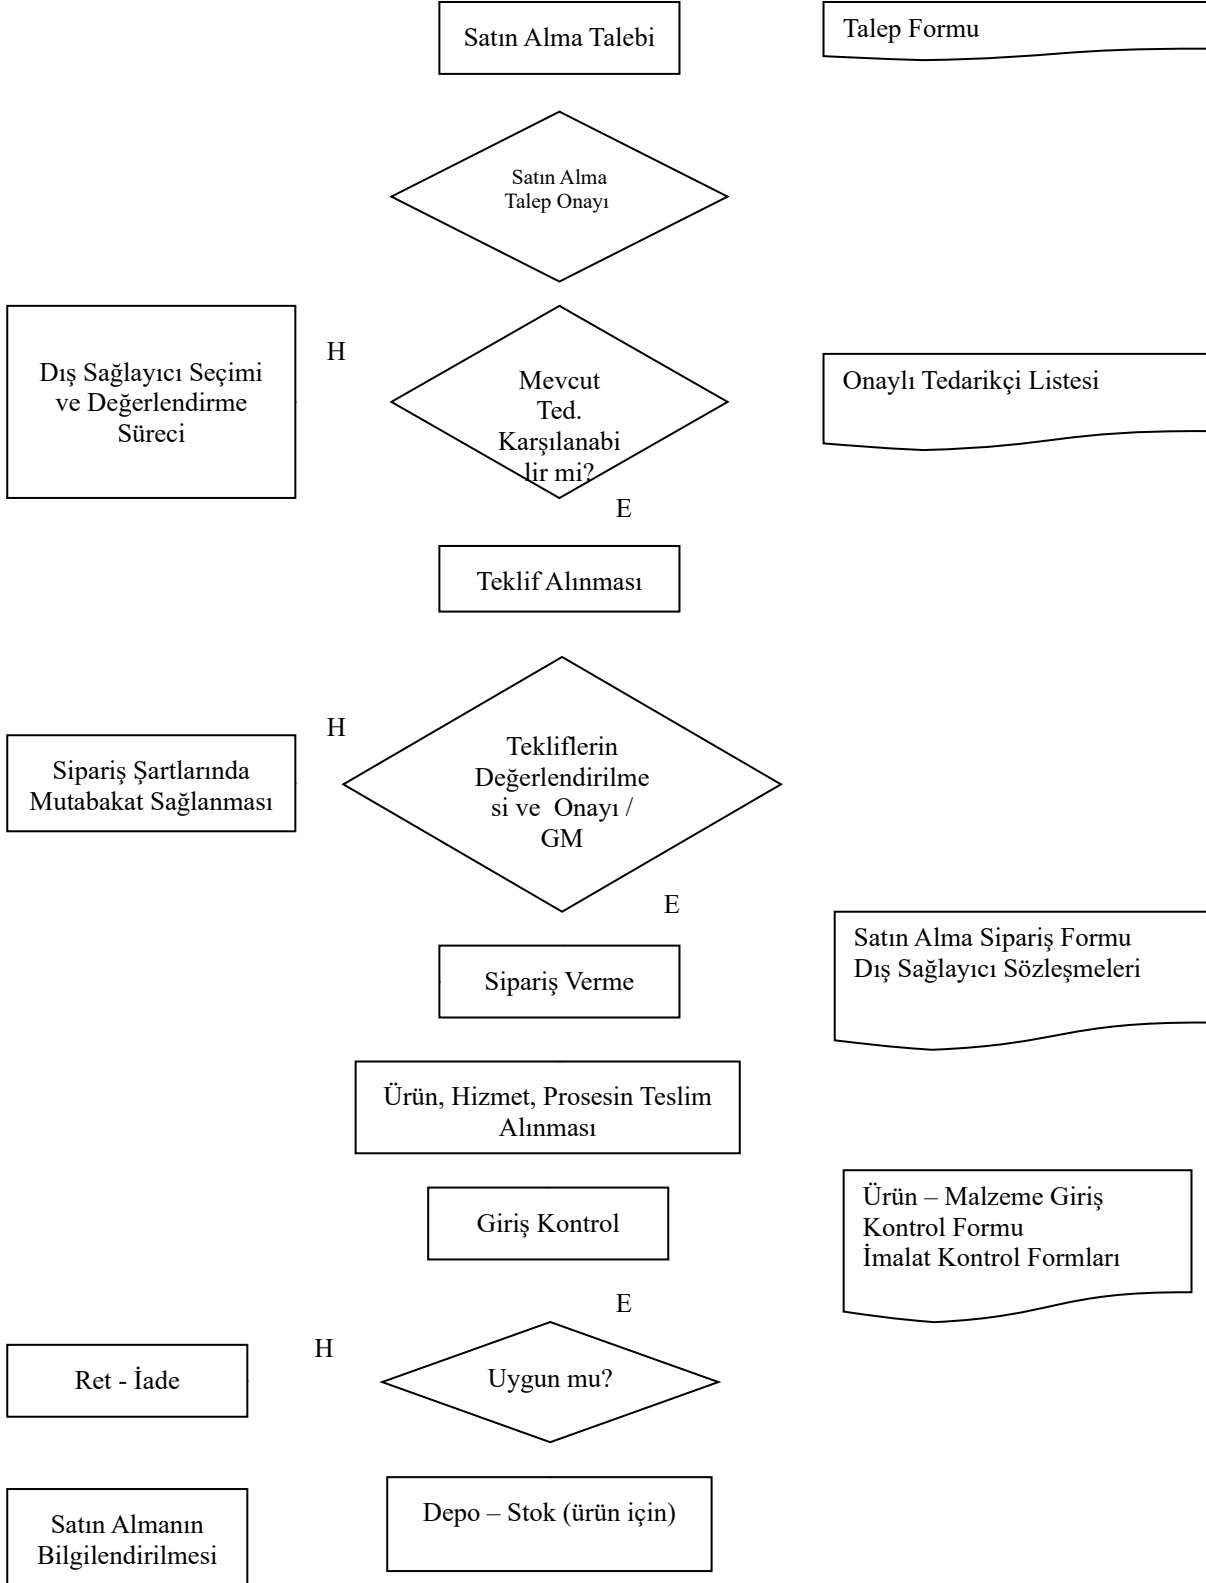 Satın Alma Talebi
Talep Formu
Satın Alma
Talep Onayı
Dış Sağlayıcı Seçimi
ve Değerlendirme
Süreci
H
Mevcut
Ted.
Karşılanabi
lir mi?
E
Onaylı Tedarikçi Listesi
Teklif Alınması
Sipariş Şartlarında
Mutabakat Sağlanması
H
Tekliflerin
Değerlendirilme
si ve Onayı /
GM
E
Satın Alma Sipariş Formu
Dış Sağlayıcı Sözleşmeleri
Sipariş Verme
Ürün, Hizmet, Prosesin Teslim
Alınması
Giriş Kontrol
Ürün – Malzeme Giriş
Kontrol Formu
İmalat Kontrol Formları
E
Ret - İade
H
Uygun mu?
Depo – Stok (ürün için)
Satın Almanın
Bilgilendirilmesi